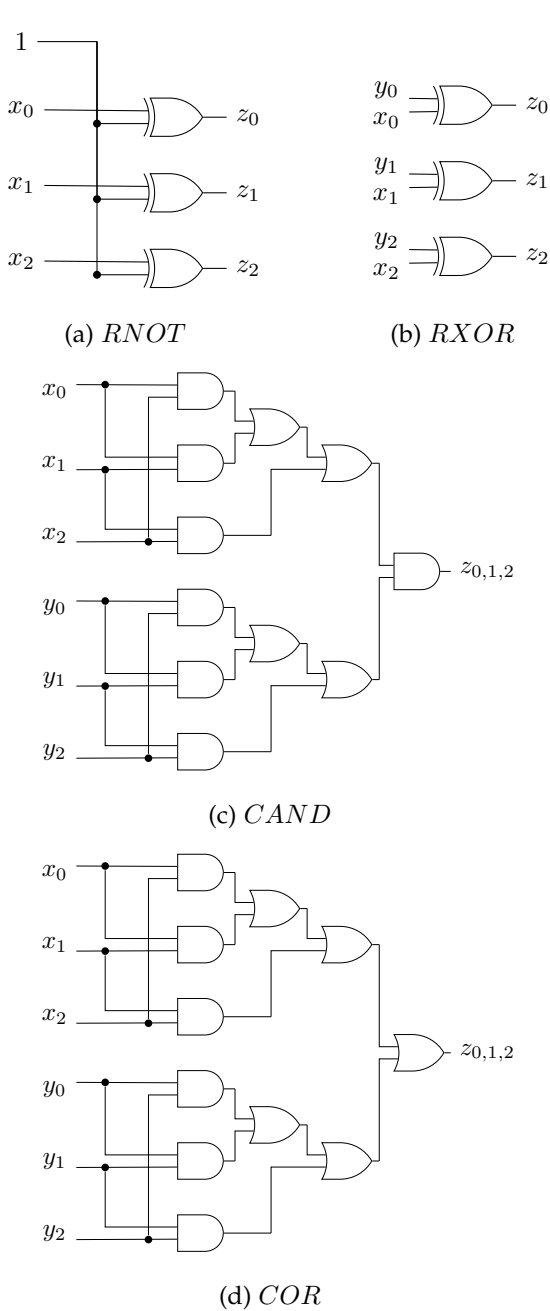 1
x₀ z₀
x₁ z₁
x₂ z₂
(a) RNOT
y₀
x₀ z₀
y₁
x₁ z₁
y₂
x₂ z₂
(b) RXOR
x₀
x₁
x₂
z₀,₁,₂
y₀
y₁
y₂
(c) CAND
x₀
x₁
x₂
z₀,₁,₂
y₀
y₁
y₂
(d) COR